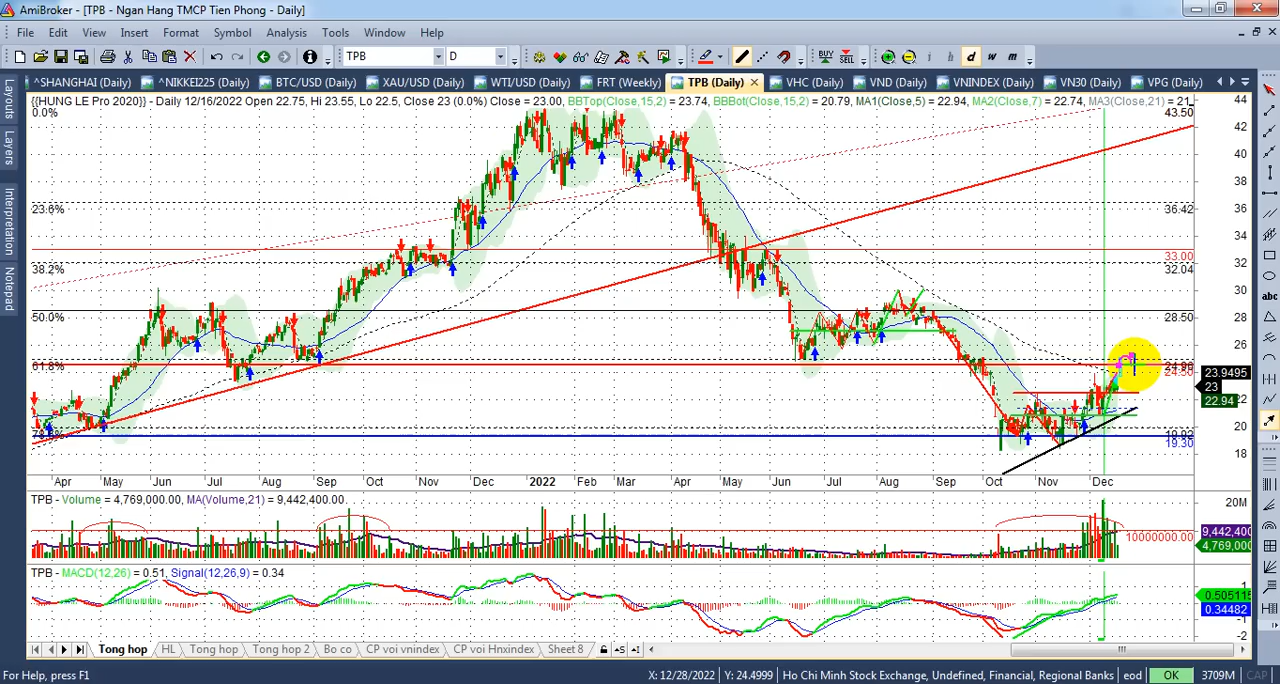 AmiBroker - [TPB - Ngan Hang TMCP Tien Phong - Daily]
File Edit View Insert Format Symbol Analysis Tools Window Help
TPB D BUY SELL i h d w m
^SHANGHAI (Daily) ^NIKKEI225 (Daily) BTC/USD (Daily) XAU/USD (Daily) WTI/USD (Daily) FRT (Weekly) TPB (Daily) VHC (Daily) VND (Daily) VNINDEX (Daily) VN30 (Daily) VPG (Daily)
Layouts
Layers
Interpretation
Notepad
{{HUNG LE Pro 2020}} - Daily 12/16/2022 Open 22.75, Hi 23.55, Lo 22.5, Close 23 (0.0%) Close = 23.00, BBTop(Close,15,2) = 23.74, BBBot(Close,15,2) = 20.79, MA1(Close,5) = 22.94, MA2(Close,7) = 22.74, MA3(Close,21) = 21.
0.0%
23.6%
38.2%
50.0%
61.8%
44
43.50
42
40
38
36.42
34
33.00
32.04
30
28.50
26
23.9495
23
22.94
20
19.30
18
abc
Apr May Jun Jul Aug Sep Oct Nov Dec 2022 Feb Mar Apr May Jun Jul Aug Sep Oct Nov Dec
TPB - Volume = 4,769,000.00, MA(Volume,21) = 9,442,400.00
20M
9,442,400
10000000.00
4,769,000
TPB - MACD(12,26) = 0.51, Signal(12,26,9) = 0.34
1
0.505115
0.34482
-1
-2
Tong hop HL Tong hop Tong hop 2 Bo co CP voi vnindex CP voi Hnxindex Sheet 8
For Help, press F1 X: 12/28/2022 Y: 24.4999 Ho Chi Minh Stock Exchange, Undefined, Financial, Regional Banks eod OK 3709M CAP